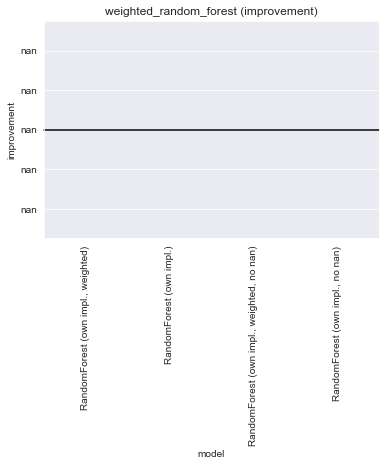 weighted_random_forest (improvement)
improvement
nan
nan
nan
nan
nan
RandomForest (own impl., weighted)
RandomForest (own impl.)
RandomForest (own impl., weighted, no nan)
RandomForest (own impl., no nan)
model